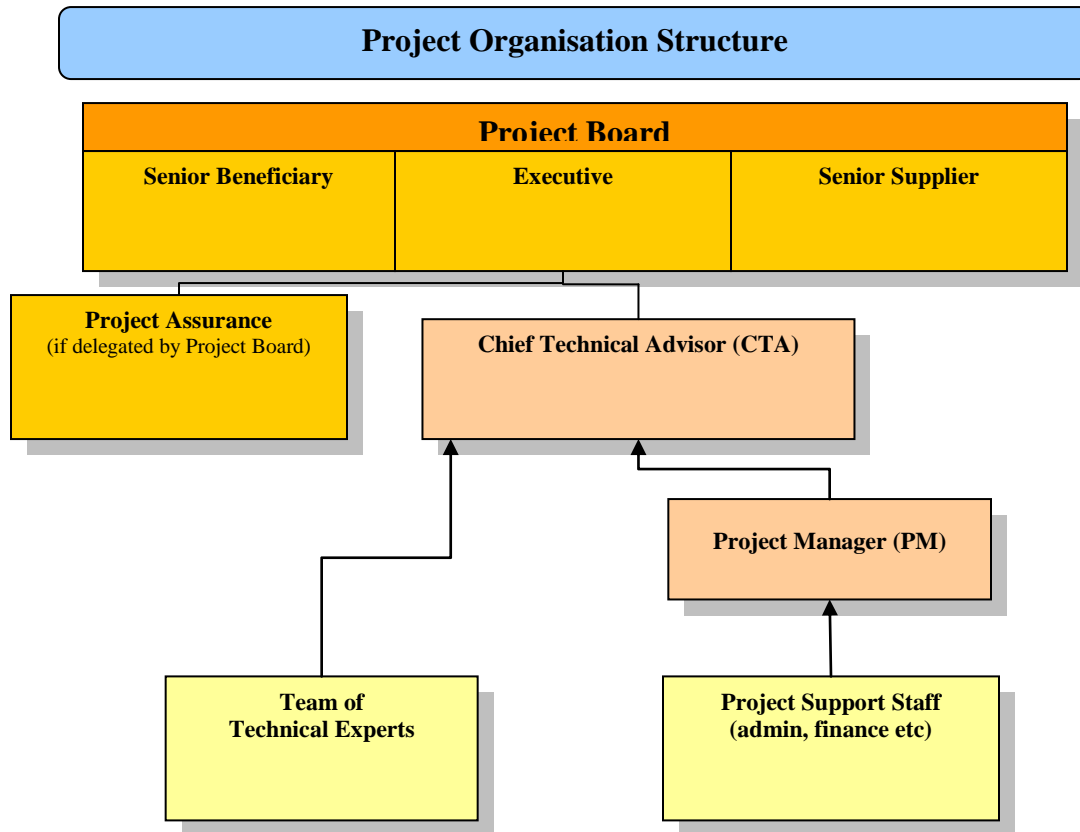 Project Organisation Structure
Project Board
Senior Beneficiary
Executive
Senior Supplier
Project Assurance
(if delegated by Project Board)
Chief Technical Advisor (CTA)
Project Manager (PM)
Team of
Technical Experts
Project Support Staff
(admin, finance etc)